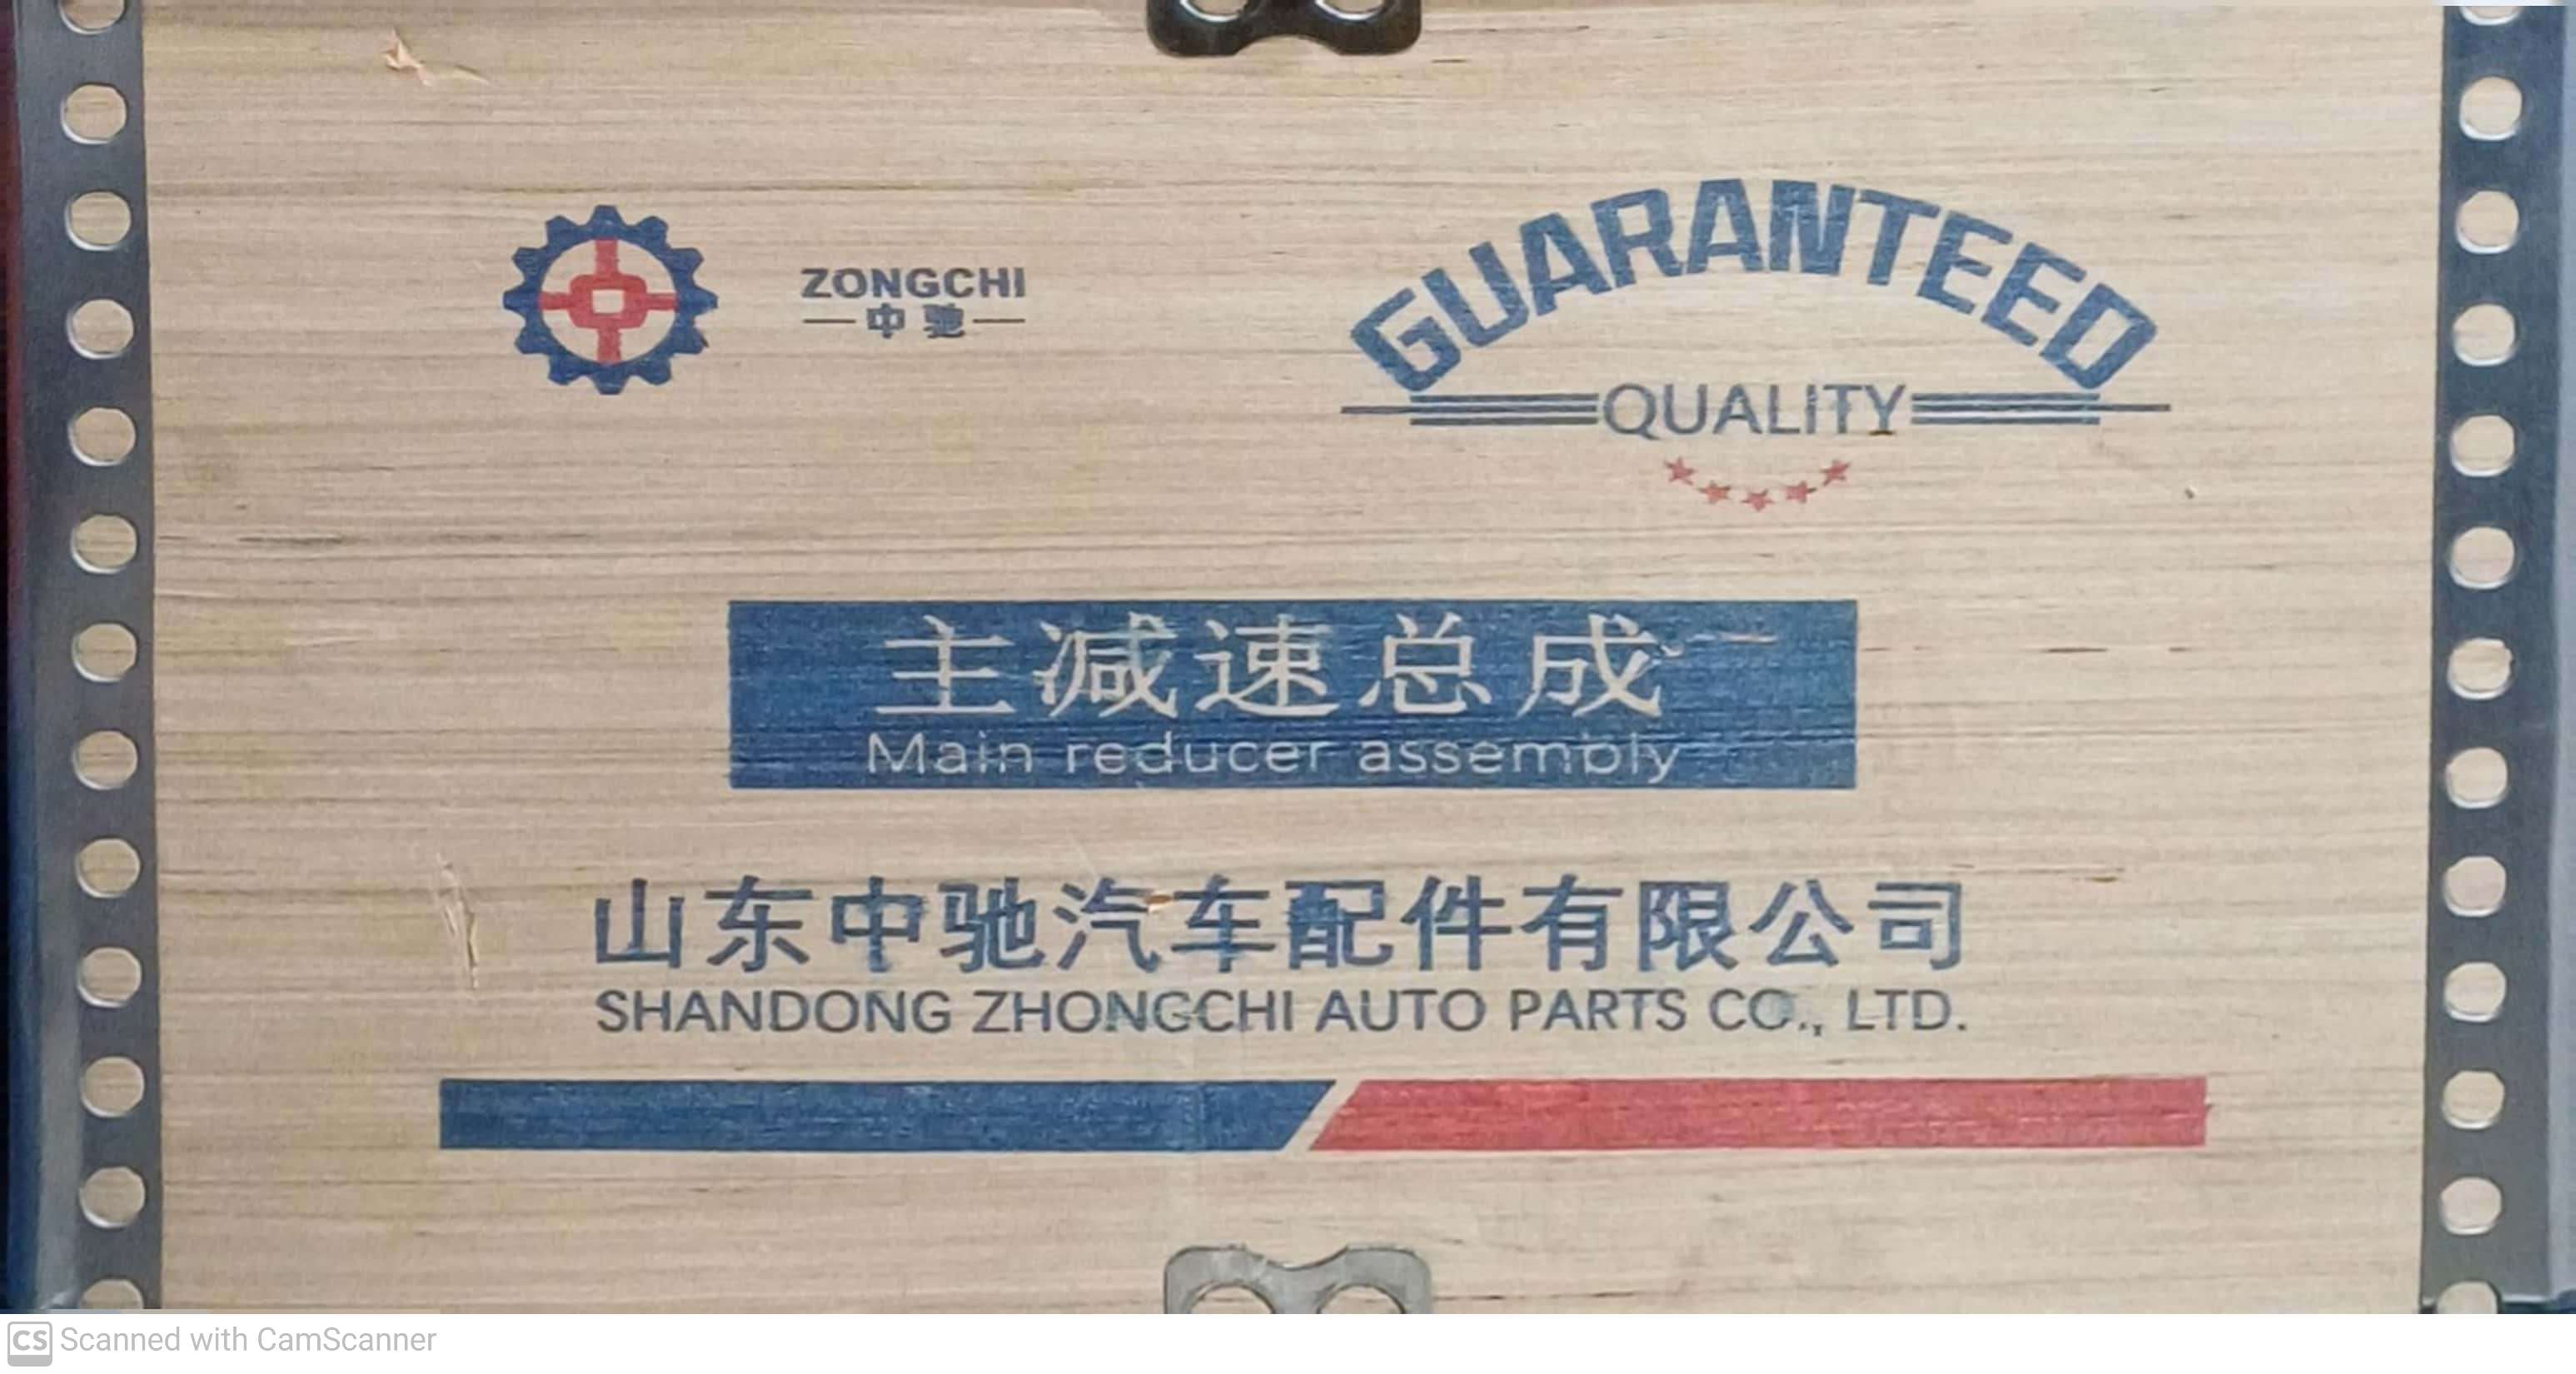 ZONGCHI
中驰
GUARANTEED
QUALITY
主减速总成
Main reducer assembly
山东中驰汽车配件有限公司
SHANDONG ZHONGCHI AUTO PARTS CO., LTD.
CS Scanned with CamScanner